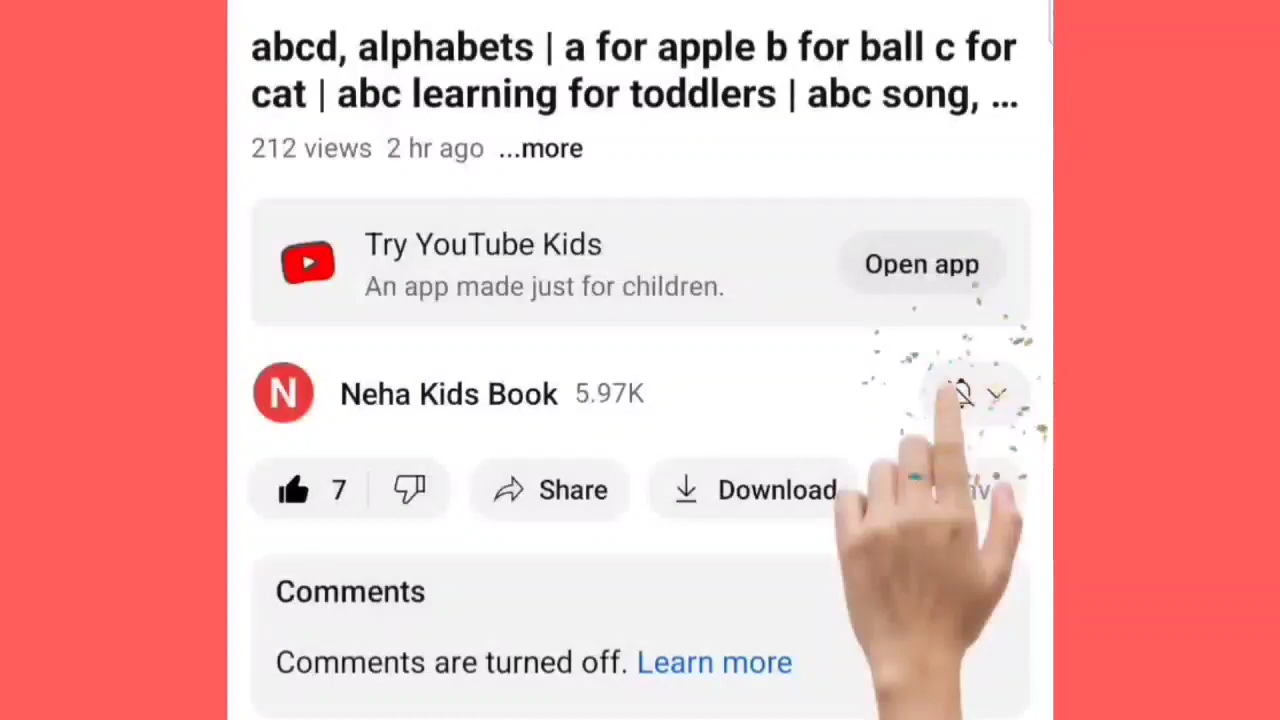 abcd, alphabets | a for apple b for ball c for
cat | abc learning for toddlers | abc song, ...
212 views 2 hr ago ...more
Try YouTube Kids
An app made just for children.
Open app
N Neha Kids Book 5.97K
7 Share Download
Comments
Comments are turned off. Learn more